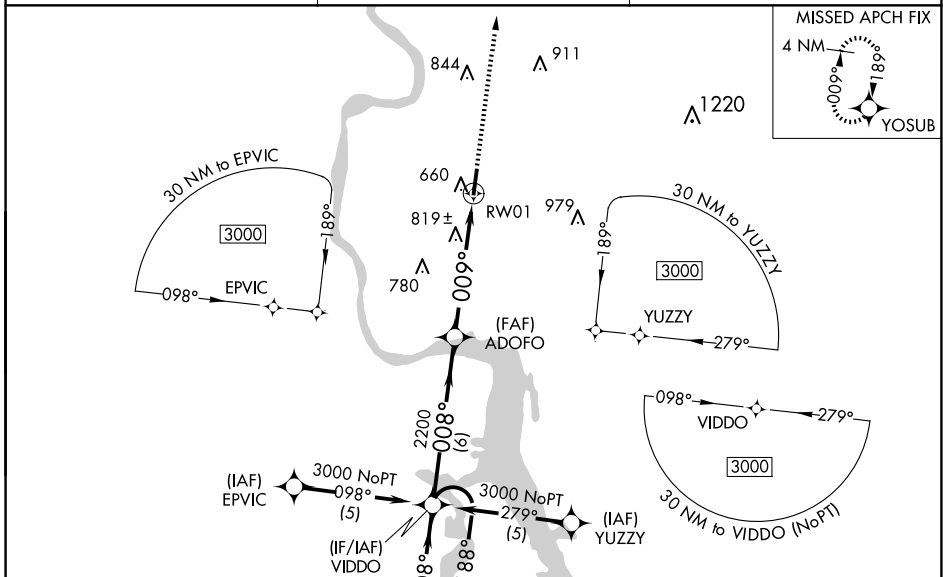 MISSED APCH FIX
4 NM
009°
189°
YOSUB
844
911
1220
30 NM to EPVIC
3000
189°
098°
EPVIC
660
RW01
819±
979
780
009°
30 NM to YUZZY
189°
3000
YUZZY
279°
(FAF)
ADOFO
098°
279°
VIDDO
3000
30 NM to VIDDO (NoPT)
2200
008°
(6)
(IAF)
EPVIC
3000 NoPT
098°
(5)
3000 NoPT
279°
(5)
(IAF)
YUZZY
(IF/IAF)
VIDDO